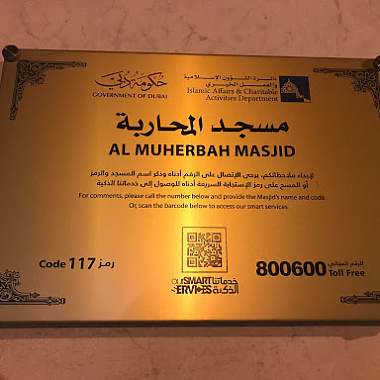 حكومة دبي
GOVERNMENT OF DUBAI
دائرة الشؤون الإسلامية
والعمل الخيري
Islamic Affairs & Charitable
Activities Department
مسجد المحاربة
AL MUHERBAH MASJID
لإبداء ملاحظاتكم، يرجى الإتصال على الرقم أدناه وذكر اسم المسجد والرمز
أو المسح على رمز الإستجابة السريعة أدناه للوصول إلى خدماتنا الذكية
For comments, please call the number below and provide the Masjid's name and code
Or, scan the barcode below to access our smart services
Code 117 رمز
800600 الرقم المجاني
Toll Free
OUR SMART SERVICES خدماتنا الذكية